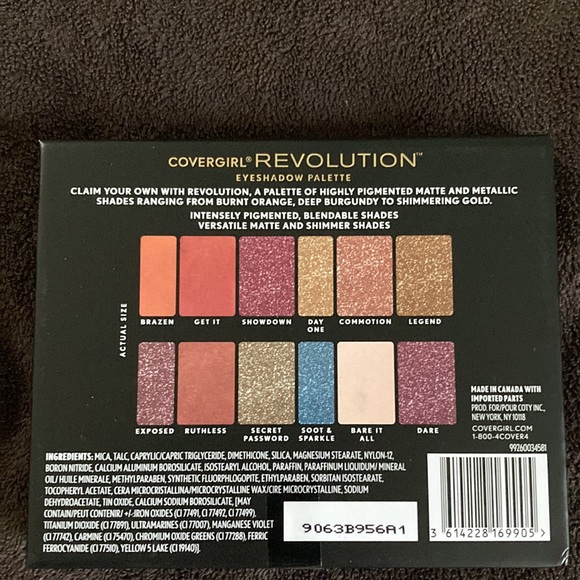 COVERGIRL® REVOLUTION™
EYESHADOW PALETTE
CLAIM YOUR OWN WITH REVOLUTION, A PALETTE OF HIGHLY PIGMENTED MATTE AND METALLIC
SHADES RANGING FROM BURNT ORANGE, DEEP BURGUNDY TO SHIMMERING GOLD.
INTENSELY PIGMENTED, BLENDABLE SHADES
VERSATILE MATTE AND SHIMMER SHADES
ACTUAL SIZE
BRAZEN GET IT SHOWDOWN DAY COMMOTION LEGEND
ONE
EXPOSED RUTHLESS SECRET SOOT & BARE IT DARE
PASSWORD SPARKLE ALL
MADE IN CANADA WITH
IMPORTED PARTS
PROD. FOR/POUR COTY INC.,
NEW YORK, NY 10118
COVERGIRL.COM
1-800-4COVER4
99260034581
INGREDIENTS: MICA, TALC, CAPRYLIC/CAPRIC TRIGLYCERIDE, DIMETHICONE, SILICA, MAGNESIUM STEARATE, NYLON-12,
BORON NITRIDE, CALCIUM ALUMINUM BOROSILICATE, ISOSTEARYL ALCOHOL, PARAFFIN, PARAFFINUM LIQUIDUM/ MINERAL
OIL/ HUILE MINERALE, METHYLPARABEN, SYNTHETIC FLUORPHLOGOPITE, ETHYLPARABEN, SORBITAN ISOSTEARATE,
TOCOPHERYL ACETATE, CERA MICROCRISTALLINA/MICROCRYSTALLINE WAX/CIRE MICROCRISTALLINE, SODIUM
DEHYDROACETATE, TIN OXIDE, CALCIUM SODIUM BOROSILICATE, [MAY
CONTAIN/PEUT CONTENIR/ +/-:IRON OXIDES (CI 77491, CI 77492, CI 77499),
TITANIUM DIOXIDE (CI 77891), ULTRAMARINES (CI 77007), MANGANESE VIOLET
(CI 77742), CARMINE (CI 75470), CHROMIUM OXIDE GREENS (CI 77288), FERRIC
FERROCYANIDE (CI 77510), YELLOW 5 LAKE (CI 19140)].
9063B956A1
3 614228 169905